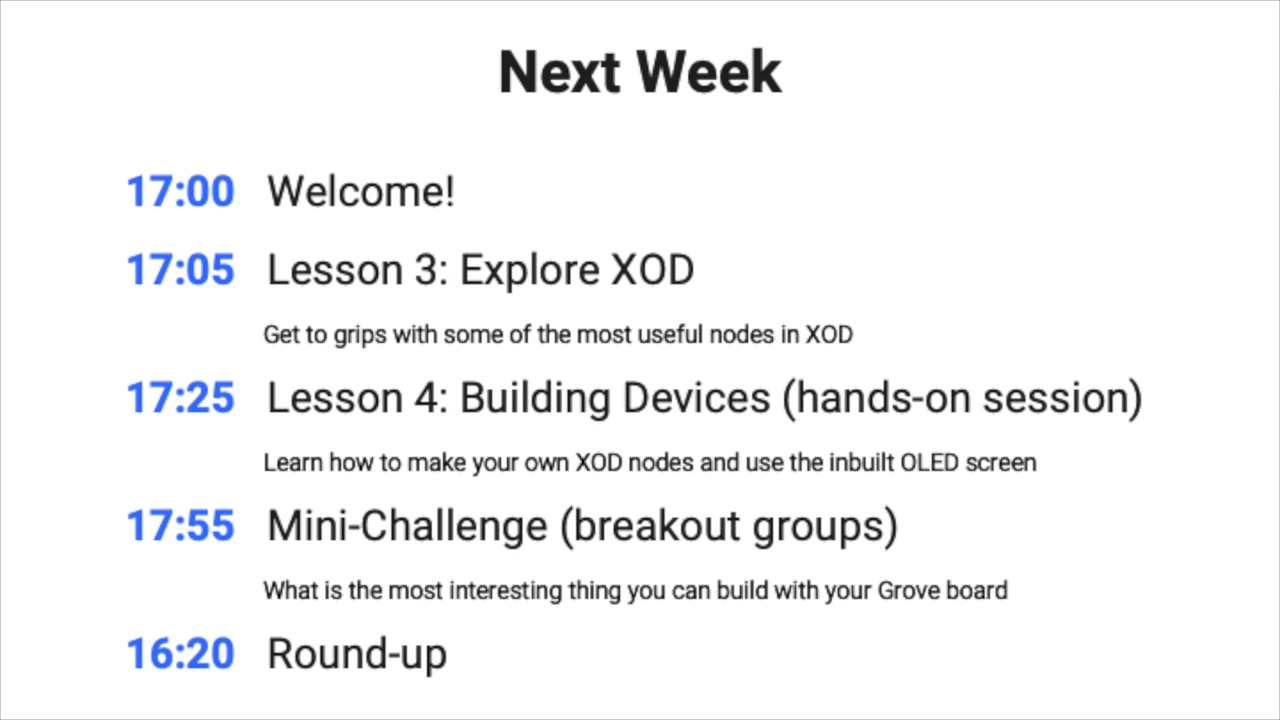 Next Week
17:00 Welcome!
17:05 Lesson 3: Explore XOD
Get to grips with some of the most useful nodes in XOD
17:25 Lesson 4: Building Devices (hands-on session)
Learn how to make your own XOD nodes and use the inbuilt OLED screen
17:55 Mini-Challenge (breakout groups)
What is the most interesting thing you can build with your Grove board
16:20 Round-up